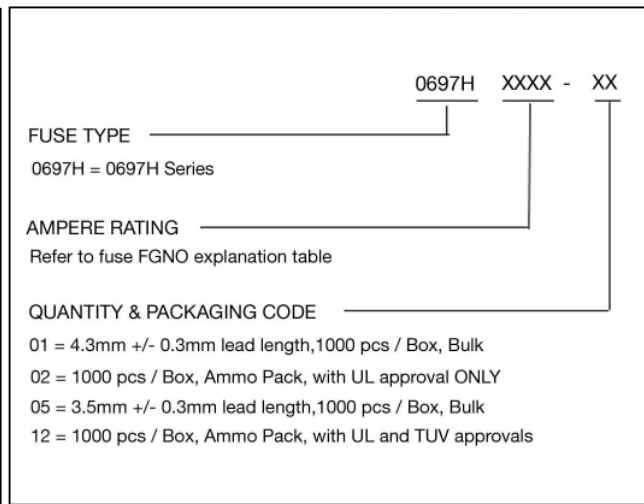 0697H XXXX - XX
FUSE TYPE
0697H = 0697H Series
AMPERE RATING
Refer to fuse FGNO explanation table
QUANTITY & PACKAGING CODE
01 = 4.3mm +/- 0.3mm lead length,1000 pcs / Box, Bulk
02 = 1000 pcs / Box, Ammo Pack, with UL approval ONLY
05 = 3.5mm +/- 0.3mm lead length,1000 pcs / Box, Bulk
12 = 1000 pcs / Box, Ammo Pack, with UL and TUV approvals